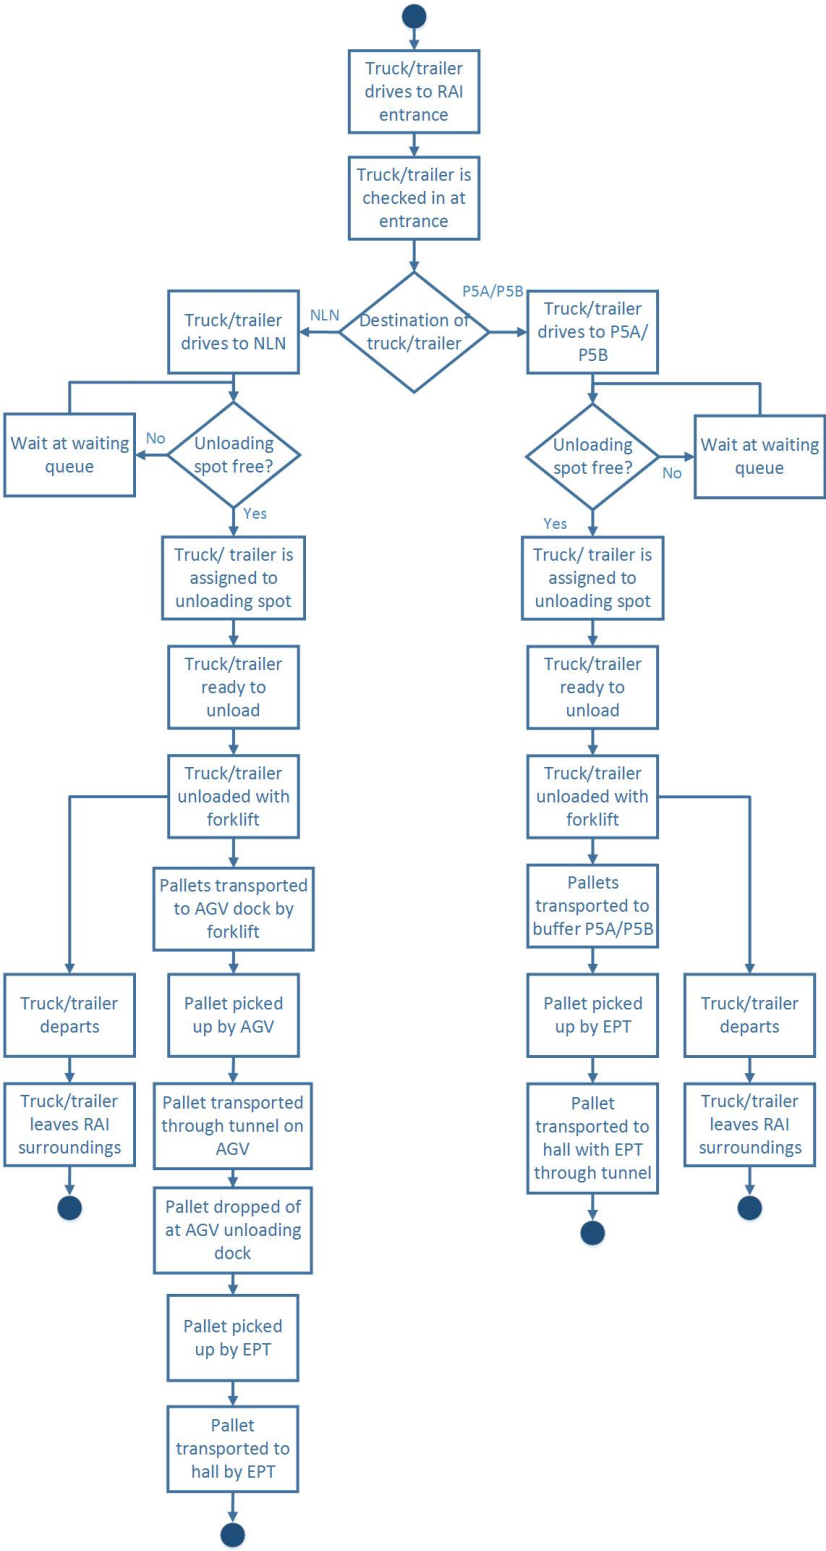 Truck/trailer
drives to RAI
entrance
Truck/trailer is
checked in at
entrance
Destination of
truck/trailer
NLN
P5A/P5B
Truck/trailer
drives to NLN
Truck/trailer
drives to P5A/
P5B
Wait at waiting
queue
No
Unloading
spot free?
Yes
Unloading
spot free?
No
Yes
Wait at waiting
queue
Truck/ trailer is
assigned to
unloading spot
Truck/ trailer is
assigned to
unloading spot
Truck/trailer
ready to
unload
Truck/trailer
ready to
unload
Truck/trailer
unloaded with
forklift
Truck/trailer
unloaded with
forklift
Pallets transported
to AGV dock by
forklift
Pallets
transported to
buffer P5A/P5B
Truck/trailer
departs
Pallet picked
up by AGV
Pallet picked
up by EPT
Truck/trailer
departs
Truck/trailer
leaves RAI
surroundings
Pallet transported
through tunnel on
AGV
Pallet
transported to
hall with EPT
through tunnel
Truck/trailer
leaves RAI
surroundings
Pallet dropped of
at AGV unloading
dock
Pallet picked
up by EPT
Pallet
transported to
hall by EPT